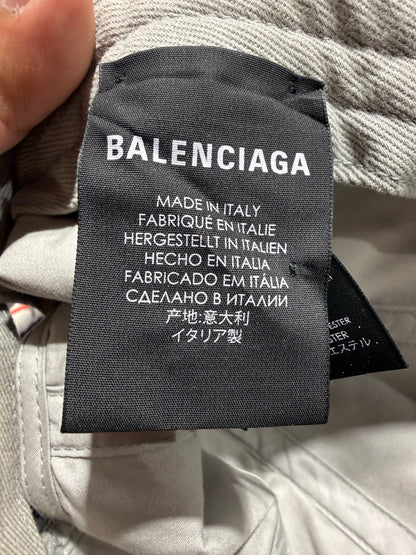 BALENCIAGA
MADE IN ITALY
FABRIQUÉ EN ITALIE
HERGESTELLT IN ITALIEN
HECHO EN ITALIA
FABRICADO EM ITÁLIA
СДЕЛАНО В ИТАЛИИ
产地:意大利
イタリア製